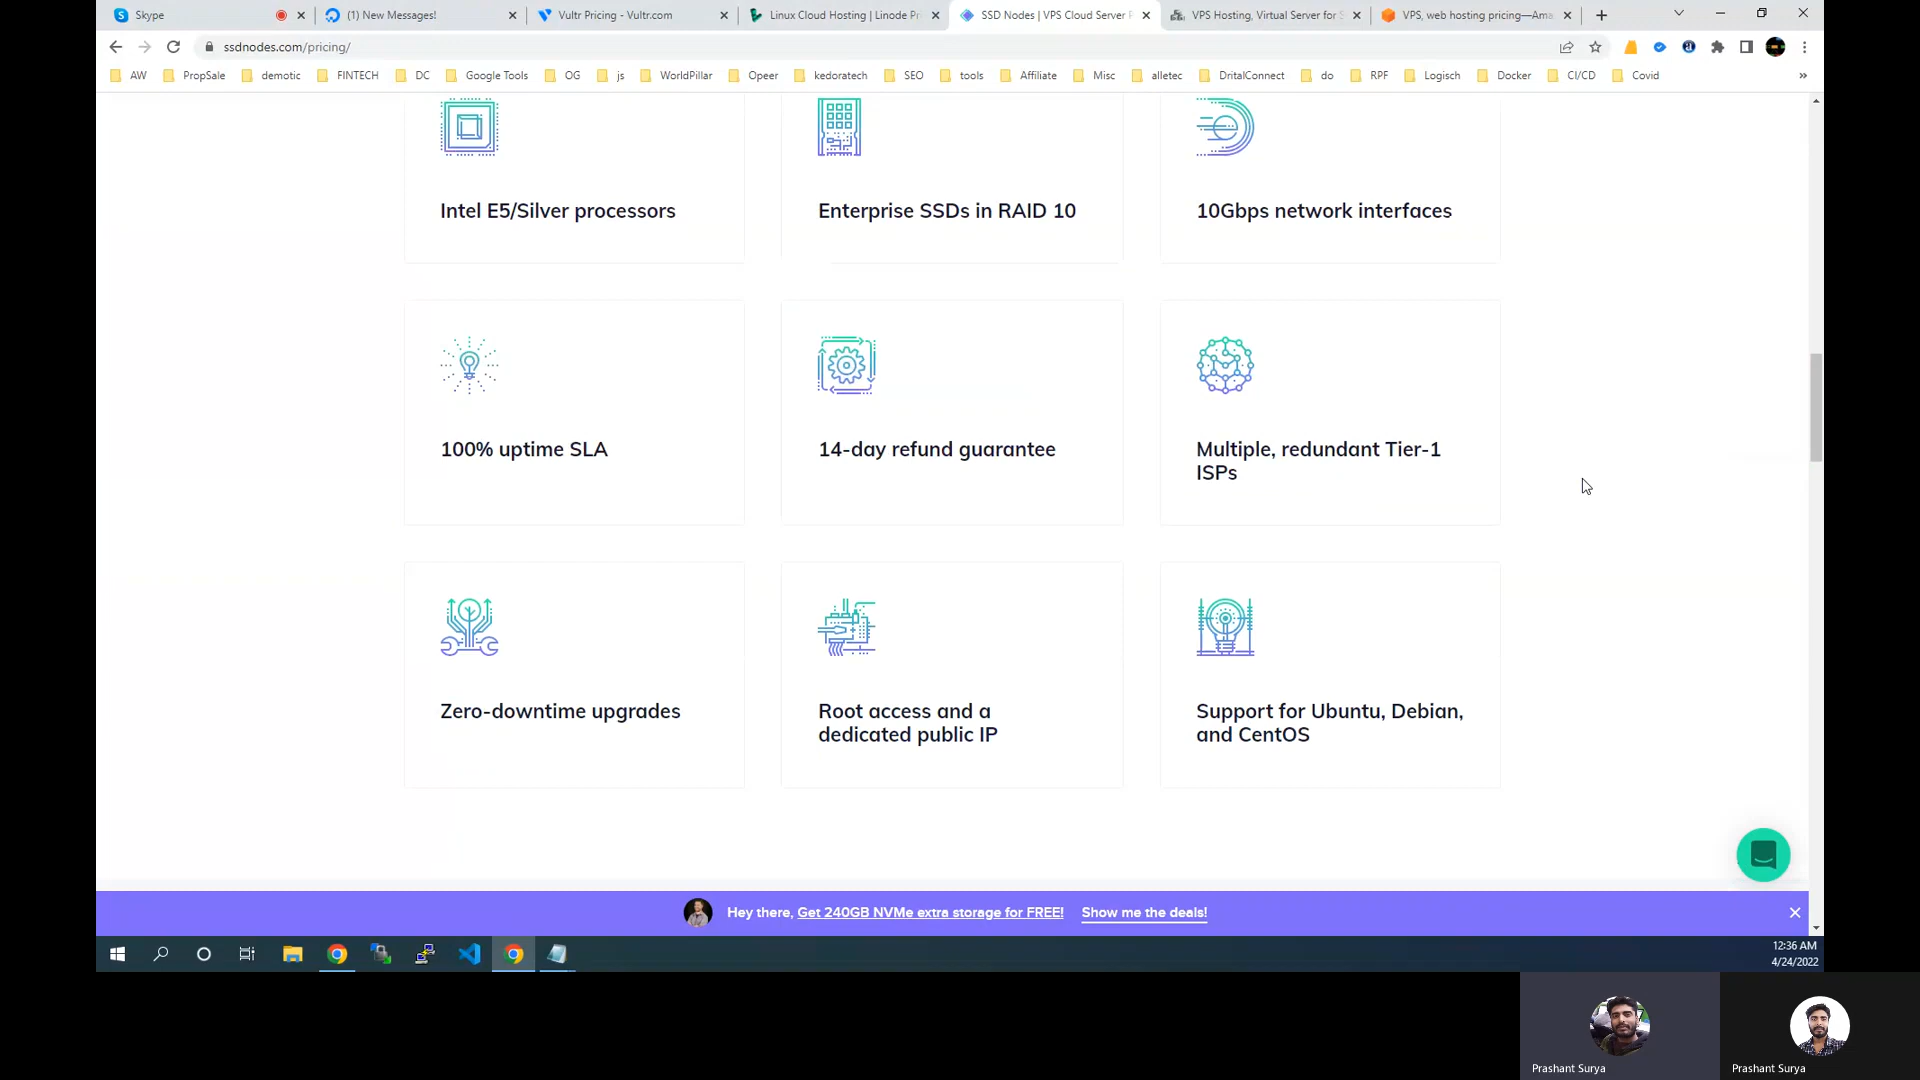 Skype
(1) New Messages!
Vultr Pricing - Vultr.com
Linux Cloud Hosting | Linode Pri
SSD Nodes | VPS Cloud Server P
VPS Hosting, Virtual Server for S
VPS, web hosting pricing—Ama
ssdnodes.com/pricing/
AW
PropSale
demotic
FINTECH
DC
Google Tools
OG
js
WorldPillar
Opeer
kedoratech
SEO
tools
Affiliate
Misc
alletec
DritalConnect
do
RPF
Logisch
Docker
CI/CD
Covid
»
Intel E5/Silver processors
Enterprise SSDs in RAID 10
10Gbps network interfaces
100% uptime SLA
14-day refund guarantee
Multiple, redundant Tier-1
ISPs
Zero-downtime upgrades
Root access and a
dedicated public IP
Support for Ubuntu, Debian,
and CentOS
Hey there, Get 240GB NVMe extra storage for FREE! Show me the deals!
12:36 AM
4/24/2022
Prashant Surya
Prashant Surya